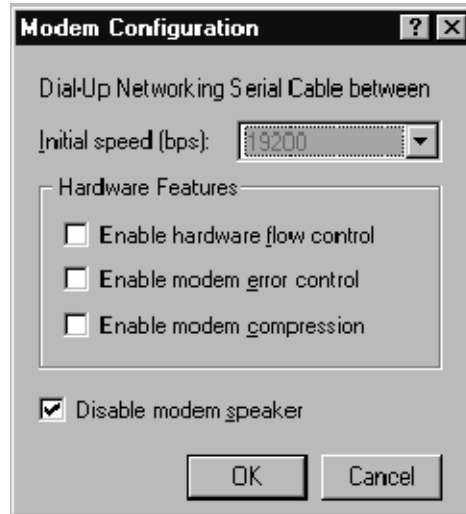 Modem Configuration
Dial-Up Networking Serial Cable between
Initial speed (bps): 19200
Hardware Features
Enable hardware flow control
Enable modem error control
Enable modem compression
Disable modem speaker
OK Cancel